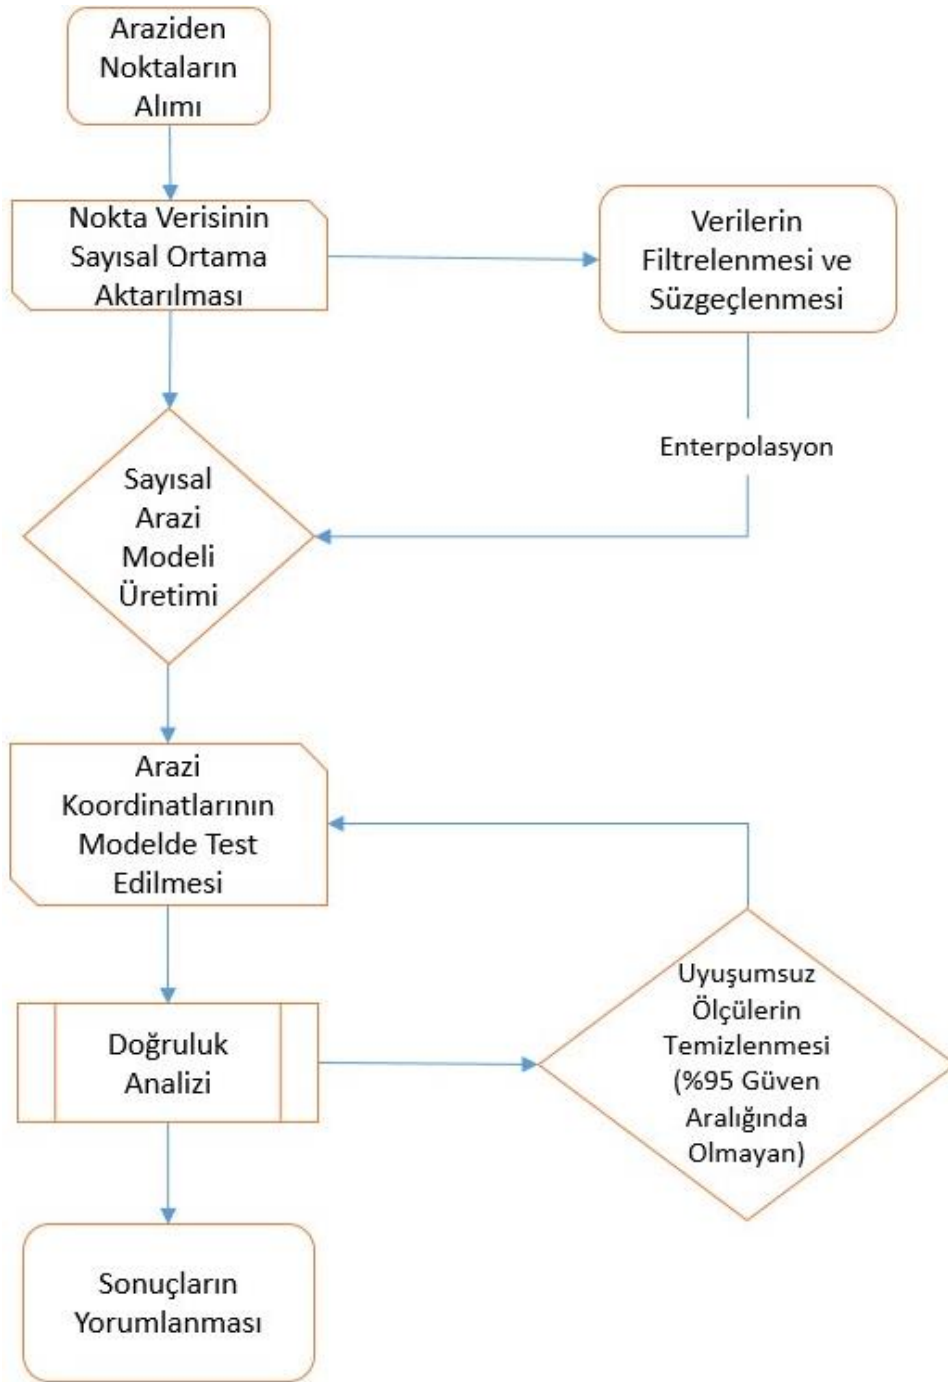 Araziden
Noktaların
Alımı
Nokta Verisinin
Sayısal Ortama
Aktarılması
Verilerin
Filtrelenmesi ve
Süzgeçlenmesi
Enterpolasyon
Sayısal
Arazi
Modeli
Üretimi
Arazi
Koordinatlarının
Modelde Test
Edilmesi
Doğruluk
Analizi
Uyuşumsuz
Ölçülerin
Temizlenmesi
(%95 Güven
Aralığında
Olmayan)
Sonuçların
Yorumlanması